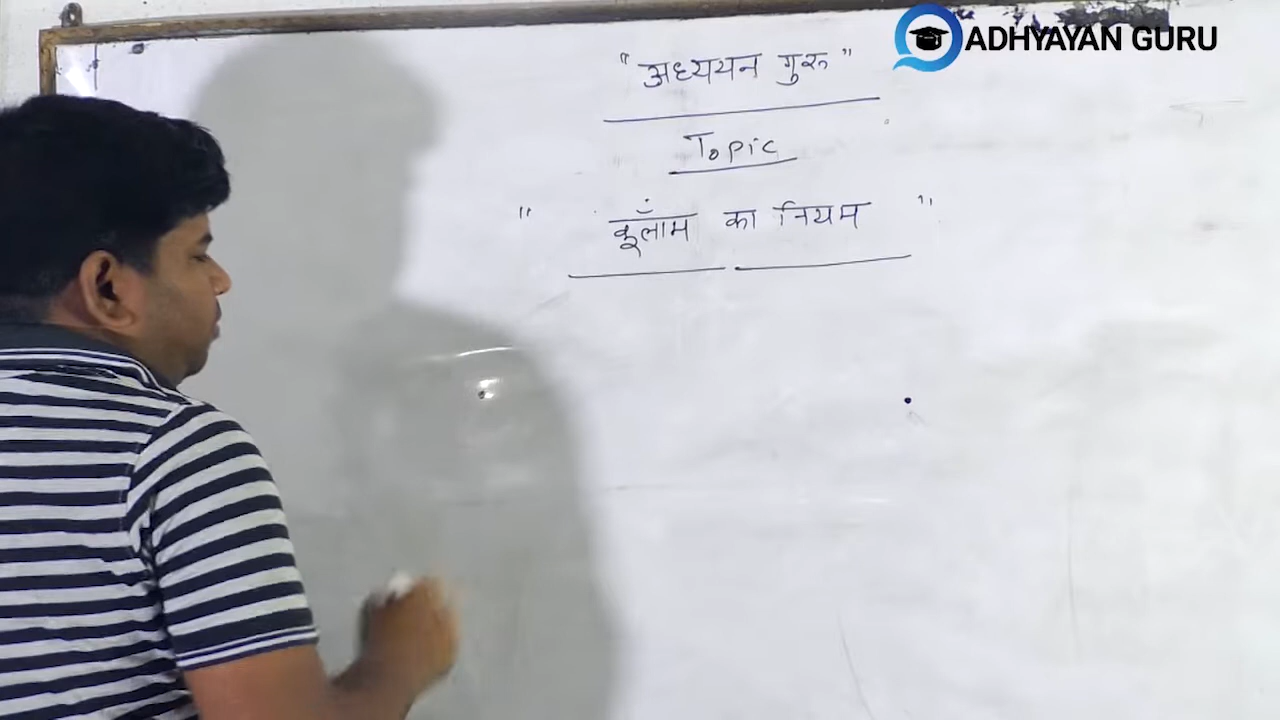 ADHYAYAN GURU
"अध्ययन गुरु"
Topic
" कूलॉम का नियम "